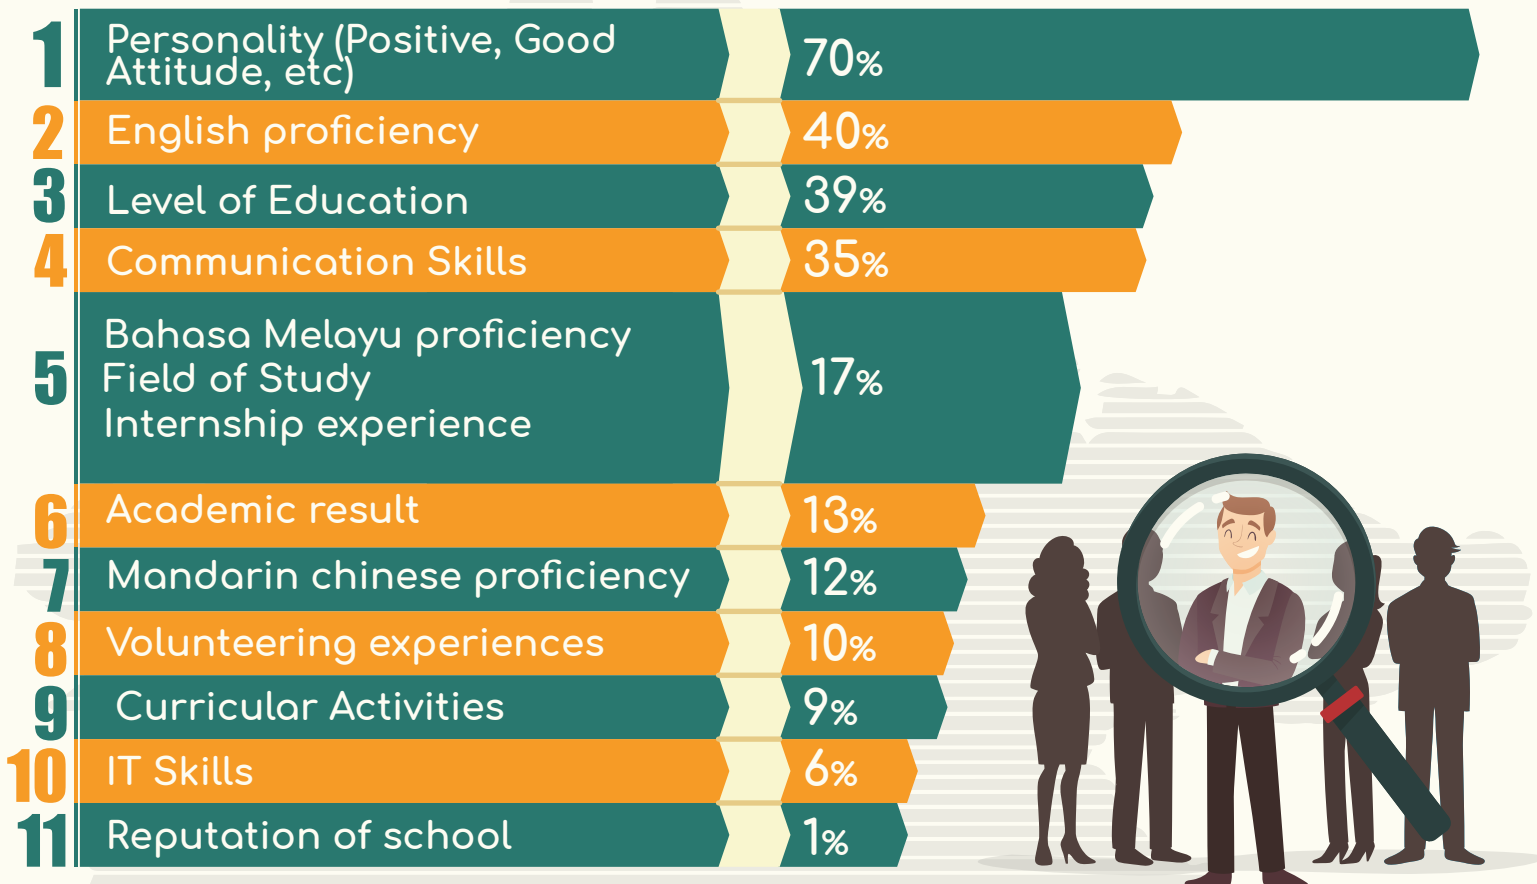 1 Personality (Positive, Good
Attitude, etc) 70%
2 English proficiency 40%
3 Level of Education 39%
4 Communication Skills 35%
Bahasa Melayu proficiency
5 Field of Study 17%
Internship experience
6 Academic result 13%
7 Mandarin chinese proficiency 12%
8 Volunteering experiences 10%
9 Curricular Activities 9%
10 IT Skills 6%
11 Reputation of school 1%